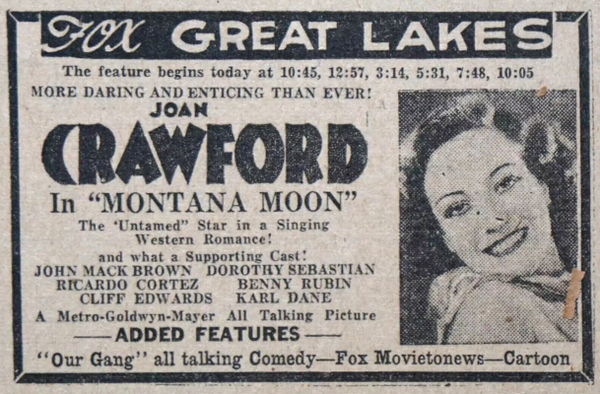 FOX GREAT LAKES
The feature begins today at 10:45, 12:57, 3:14, 5:31, 7:48, 10:05
MORE DARING AND ENTICING THAN EVER!
JOAN
CRAWFORD
In "MONTANA MOON"
The 'Untamed" Star in a Singing
Western Romance!
and what a Supporting Cast!
JOHN MACK BROWN DOROTHY SEBASTIAN
RICARDO CORTEZ BENNY RUBIN
CLIFF EDWARDS KARL DANE
A Metro-Goldwyn-Mayer All Talking Picture
—ADDED FEATURES—
"Our Gang" all talking Comedy—Fox Movietonews—Cartoon